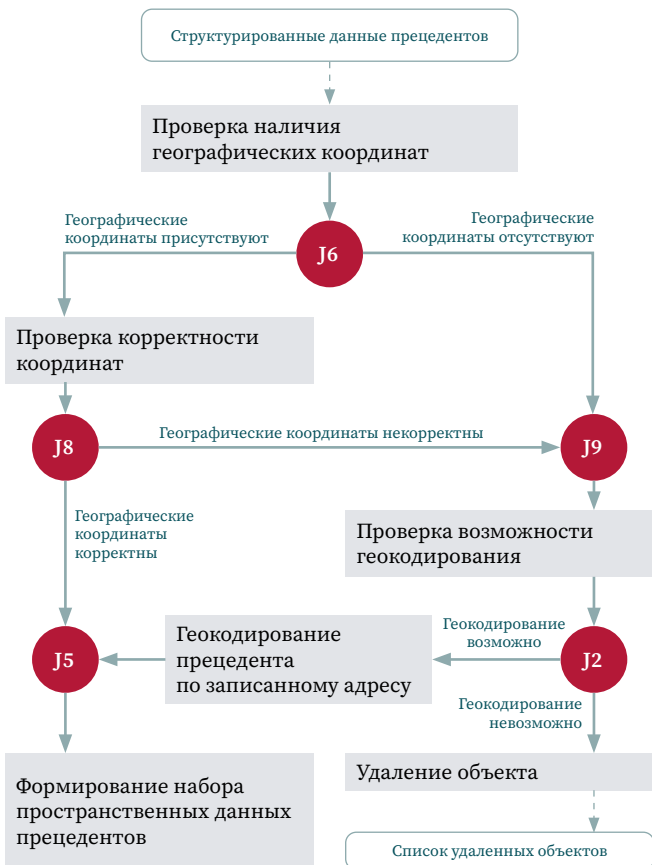 Структурированные данные прецедентов
Проверка наличия
географических координат
Географические
координаты присутствуют
Географические
координаты отсутствуют
J6
Проверка корректности
координат
J8
Географические координаты некорректны
J9
Географические
координаты
корректны
Проверка возможности
геокодирования
J5
Геокодирование
прецедента
по записанному адресу
Геокодирование
возможно
J2
Геокодирование
невозможно
Формирование набора
пространственных данных
прецедентов
Удаление объекта
Список удаленных объектов